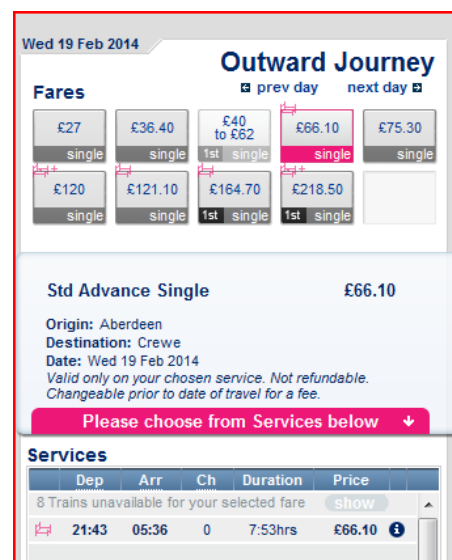 Wed 19 Feb 2014
Outward Journey
Fares
prev day next day
£27 £36.40 £40 to £62 £66.10 £75.30
single single 1st single single single
£120 £121.10 £164.70 £218.50
single single 1st single 1st single
Std Advance Single £66.10
Origin: Aberdeen
Destination: Crewe
Date: Wed 19 Feb 2014
Valid only on your chosen service. Not refundable.
Changeable prior to date of travel for a fee.
Please choose from Services below
Services
Dep Arr Ch Duration Price
8 Trains unavailable for your selected fare show
21:43 05:36 0 7:53hrs £66.10